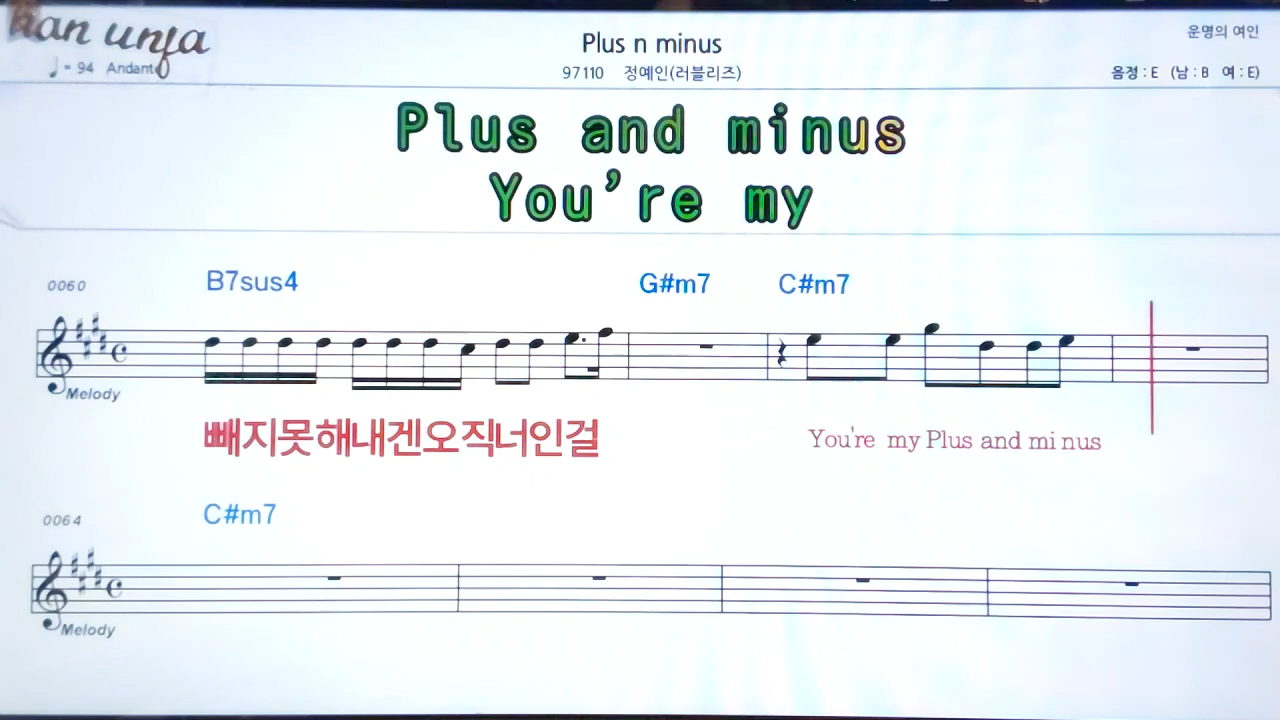 han unja
♩= 94 Andante
Plus n minus
97110 정예인(러블리즈)
운명의 여인
음정 : E (남 : B 여 : E)
Plus and minus
You're my
0060 B7sus4 G#m7 C#m7
Melody
빼지못해내겐오직너인걸 You're my Plus and mi nus
0064 C#m7
Melody